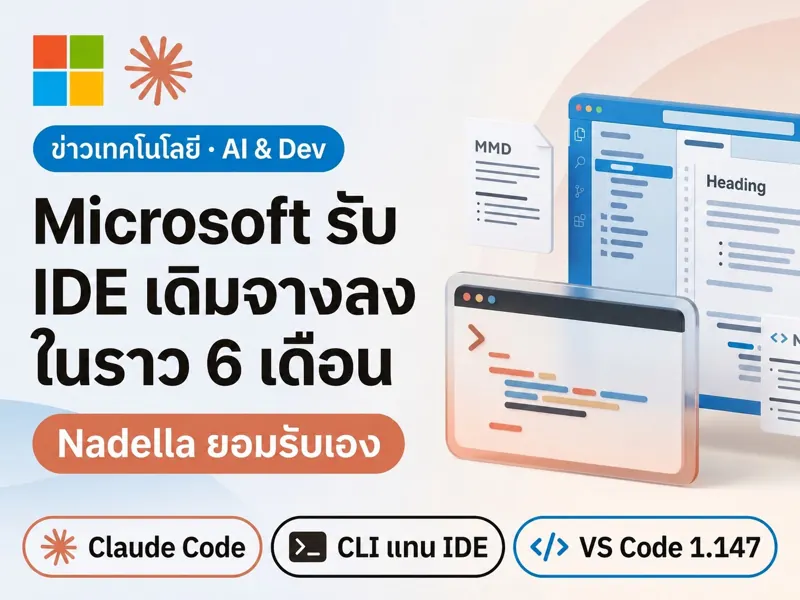 ข่าวเทคโนโลยี · AI & Dev
Microsoft รับ
IDE เดิมจางลง
ในราว 6 เดือน
Nadella ยอมรับเอง
MMD
Heading
Claude Code
CLI แทน IDE
VS Code 1.147